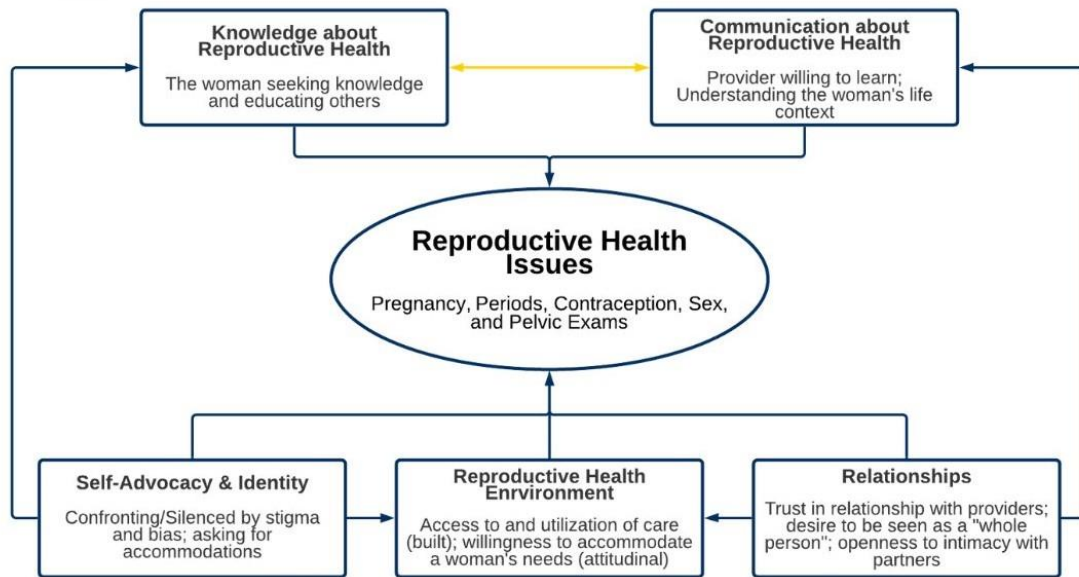 Knowledge about
Reproductive Health
The woman seeking knowledge
and educating others
Communication about
Reproductive Health
Provider willing to learn;
Understanding the woman's life
context
Reproductive Health
Issues
Pregnancy, Periods, Contraception, Sex,
and Pelvic Exams
Self-Advocacy & Identity
Confronting/Silenced by stigma
and bias; asking for
accommodations
Reproductive Health
Enrvironment
Access to and utilization of care
(built); willingness to accommodate
a woman's needs (attitudinal)
Relationships
Trust in relationship with providers;
desire to be seen as a "whole
person"; openness to intimacy with
partners